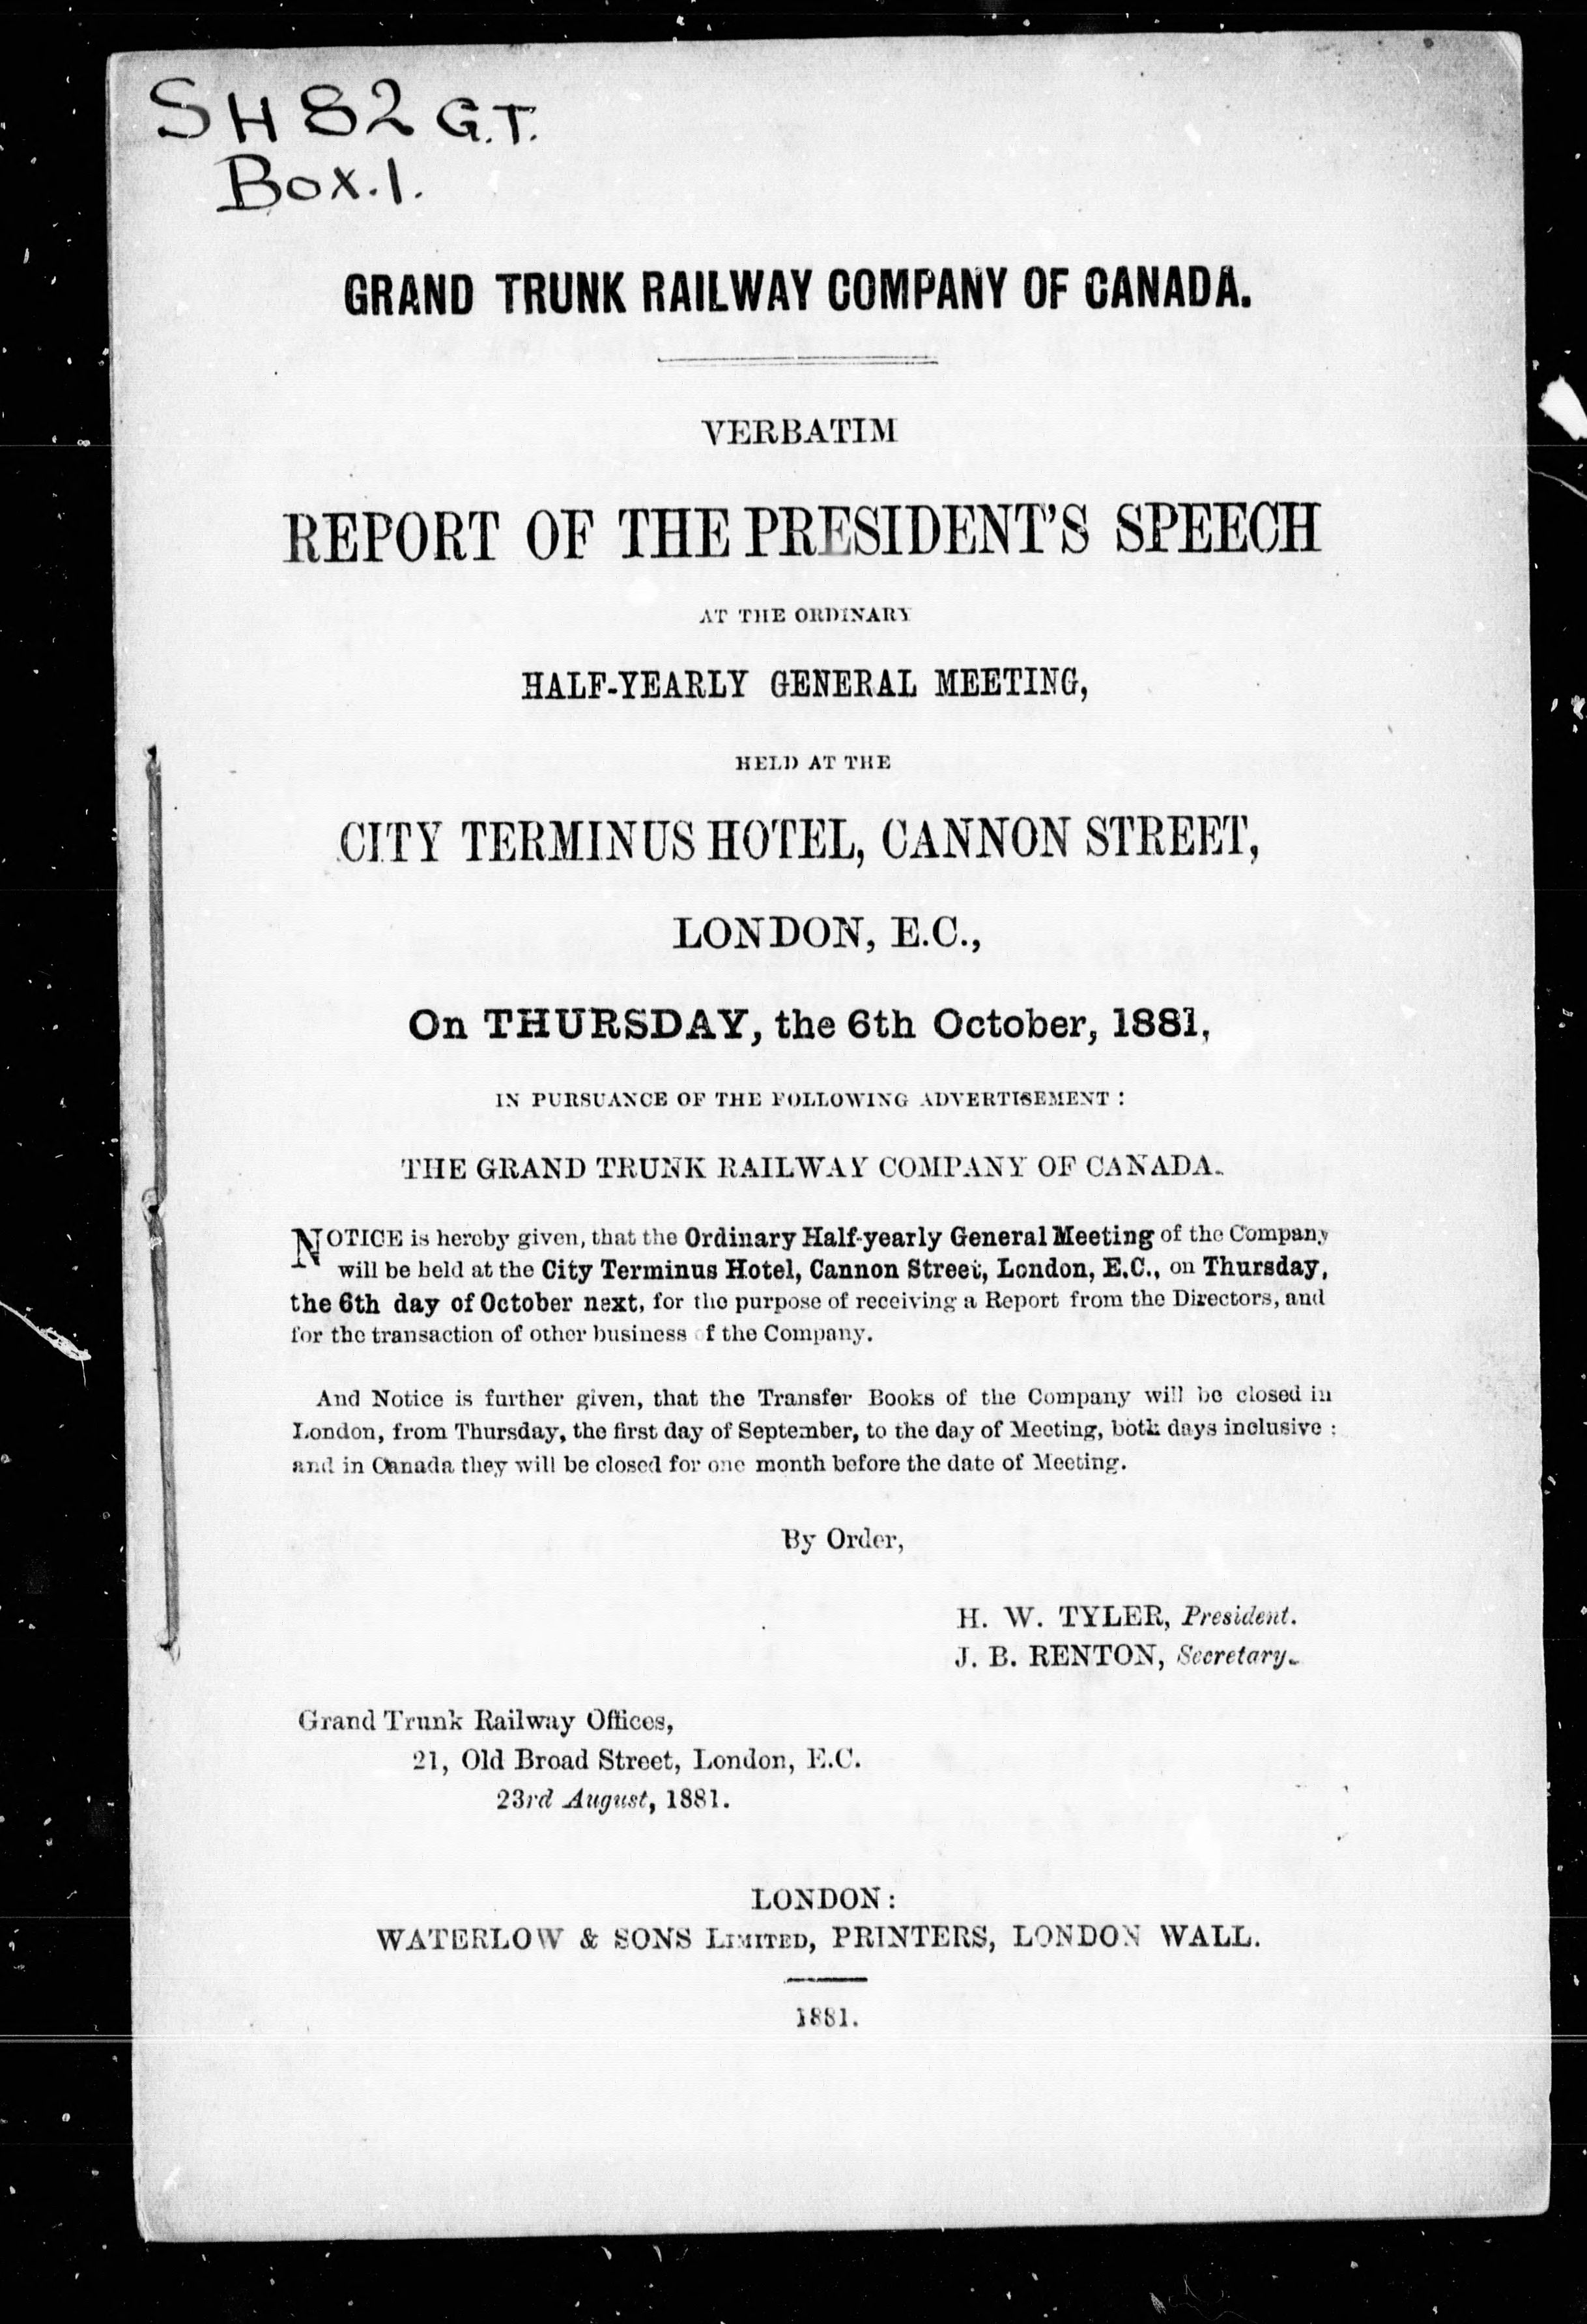 SH 82 G.T.
Box.1.
GRAND TRUNK RAILWAY COMPANY OF CANADA.
VERBATIM
REPORT OF THE PRESIDENT'S SPEECH
AT THE ORDINARY
HALF-YEARLY GENERAL MEETING,
HELD AT THE
CITY TERMINUS HOTEL, CANNON STREET,
LONDON, E.C.,
On THURSDAY, the 6th October, 1881,
IN PURSUANCE OF THE FOLLOWING ADVERTISEMENT :
THE GRAND TRUNK RAILWAY COMPANY OF CANADA.
NOTICE is hereby given, that the Ordinary Half-yearly General Meeting of the Company
will be held at the City Terminus Hotel, Cannon Street, London, E.C., on Thursday,
the 6th day of October next, for the purpose of receiving a Report from the Directors, and
for the transaction of other business of the Company.
And Notice is further given, that the Transfer Books of the Company will be closed in
London, from Thursday, the first day of September, to the day of Meeting, both days inclusive ;
and in Canada they will be closed for one month before the date of Meeting.
By Order,
H. W. TYLER, President.
J. B. RENTON, Secretary.
Grand Trunk Railway Offices,
21, Old Broad Street, London, E.C.
23rd August, 1881.
LONDON:
WATERLOW & SONS LIMITED, PRINTERS, LONDON WALL.
1881.